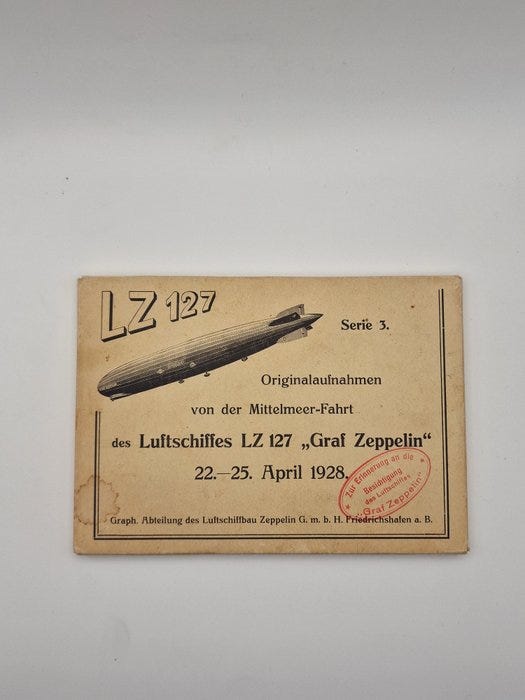 LZ 127
Serie 3.
Originalaufnahmen
von der Mittelmeer-Fahrt
des Luftschiffes LZ 127 „Graf Zeppelin“
22.—25. April 1928.
Zur Erinnerung an die
Besichtigung
des Luftschiffes
„Graf Zeppelin“
Graph. Abteilung des Luftschiffbau Zeppelin G. m. b. H. Friedrichshafen a. B.